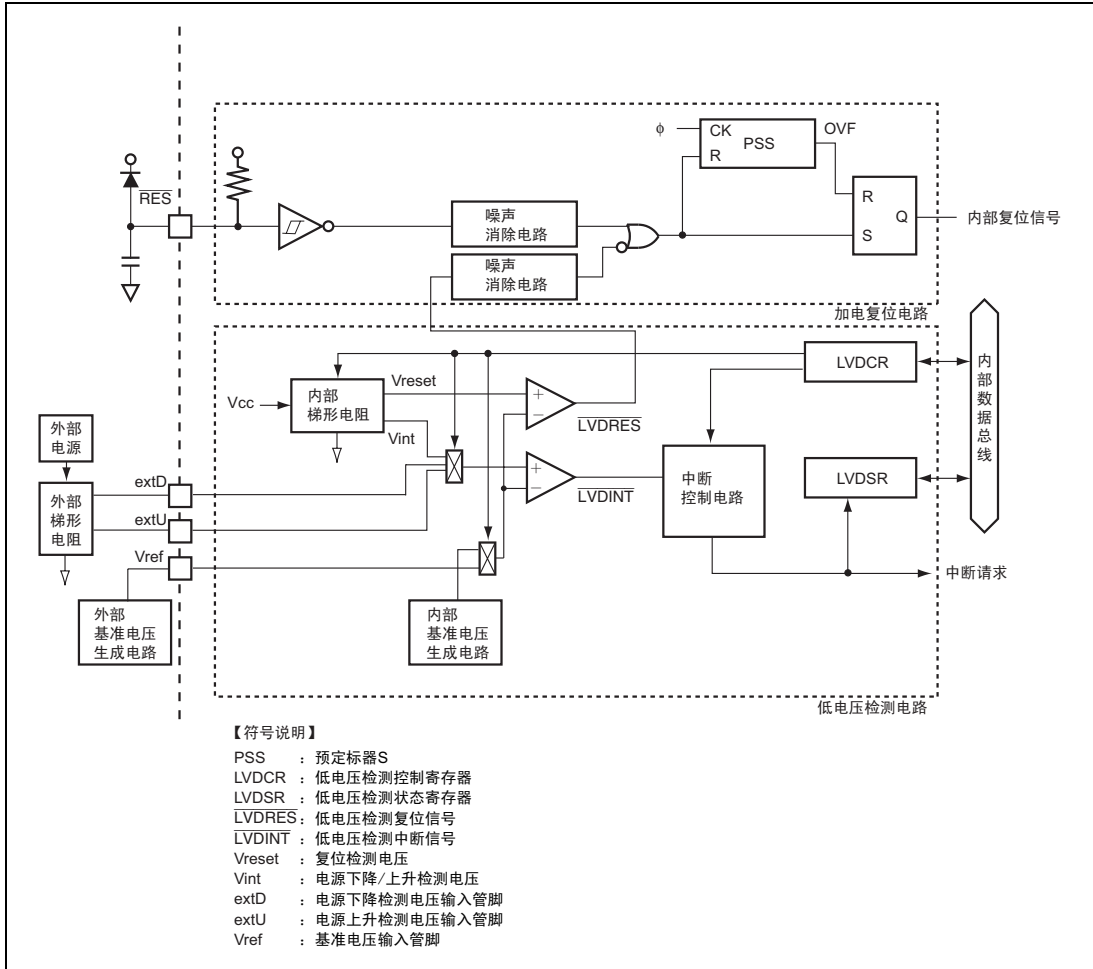 φ
CK
PSS
R
OVF
R
S
Q
内部复位信号
RES
噪声
消除电路
噪声
消除电路
加电复位电路
Vcc
内部
梯形电阻
Vreset
Vint
+
−
LVDRES
+
−
LVDINT
LVDCR
中断
控制电路
LVDSR
内部数据总线
中断请求
外部
电源
外部
梯形
电阻
extD
extU
Vref
外部
基准电压
生成电路
内部
基准电压
生成电路
低电压检测电路
【符号说明】
PSS ：预定标器S
LVDCR ：低电压检测控制寄存器
LVDSR ：低电压检测状态寄存器
LVDRES ：低电压检测复位信号
LVDINT ：低电压检测中断信号
Vreset ：复位检测电压
Vint ：电源下降/上升检测电压
extD ：电源下降检测电压输入管脚
extU ：电源上升检测电压输入管脚
Vref ：基准电压输入管脚